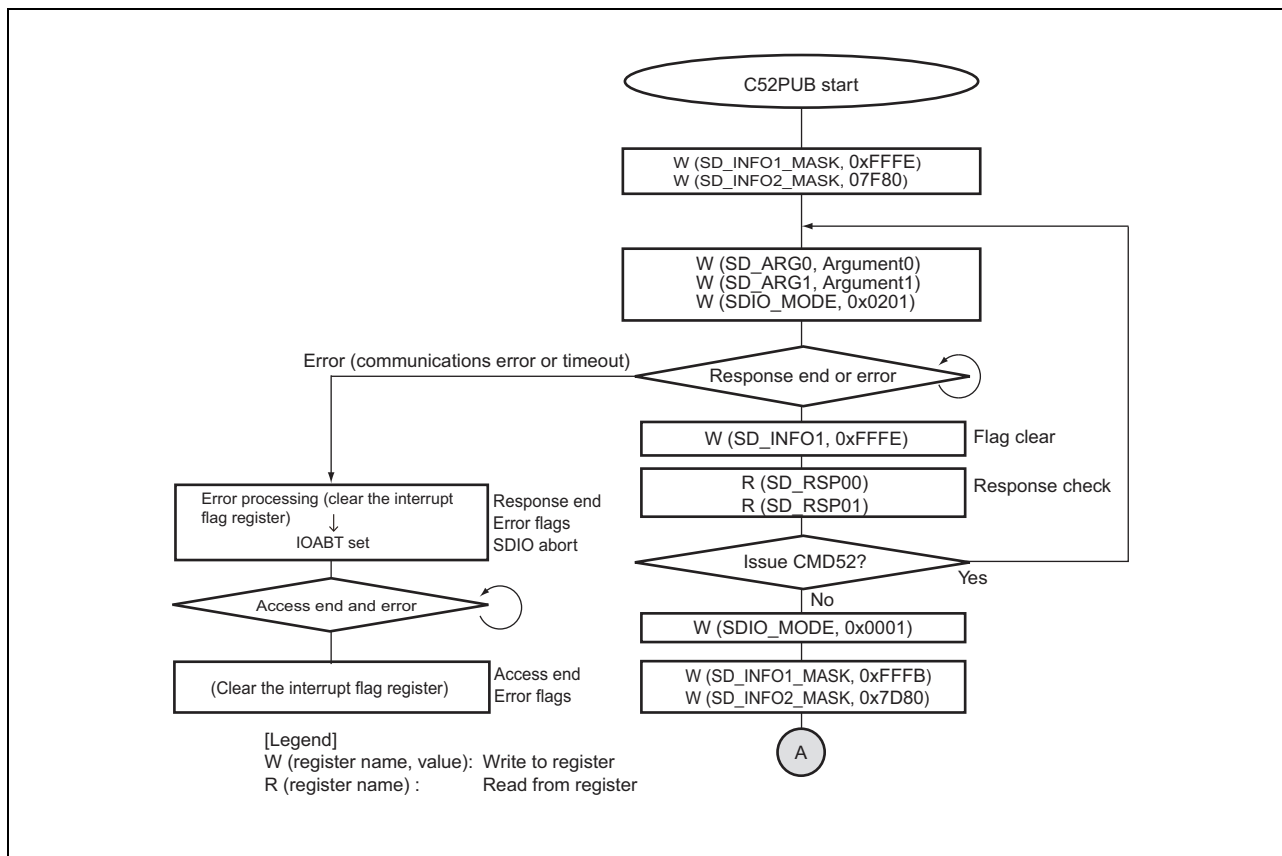 C52PUB start
W (SD_INFO1_MASK, 0xFFFE)
W (SD_INFO2_MASK, 07F80)
W (SD_ARG0, Argument0)
W (SD_ARG1, Argument1)
W (SDIO_MODE, 0x0201)
Error (communications error or timeout)
Response end or error
W (SD_INFO1, 0xFFFE)
Flag clear
R (SD_RSP00)
R (SD_RSP01)
Response check
Error processing (clear the interrupt
flag register)
↓
IOABT set
Response end
Error flags
SDIO abort
Issue CMD52?
Yes
No
Access end and error
W (SDIO_MODE, 0x0001)
(Clear the interrupt flag register)
Access end
Error flags
W (SD_INFO1_MASK, 0xFFFB)
W (SD_INFO2_MASK, 0x7D80)
A
[Legend]
W (register name, value): Write to register
R (register name) : Read from register